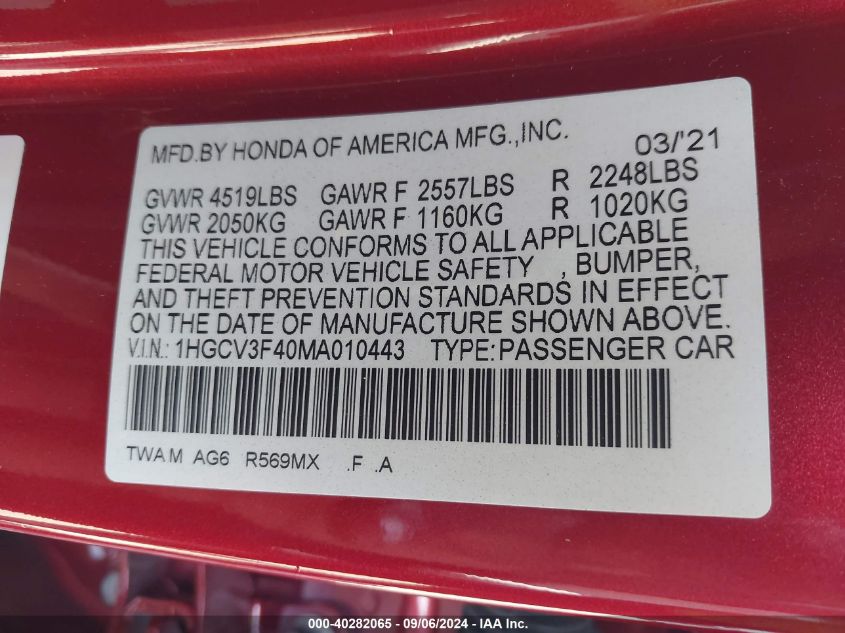 MFD.BY HONDA OF AMERICA MFG.,INC. 03/'21
GVWR 4519LBS GAWR F 2557LBS R 2248LBS
GVWR 2050KG GAWR F 1160KG R 1020KG
THIS VEHICLE CONFORMS TO ALL APPLICABLE
FEDERAL MOTOR VEHICLE SAFETY , BUMPER,
AND THEFT PREVENTION STANDARDS IN EFFECT
ON THE DATE OF MANUFACTURE SHOWN ABOVE.
V.I.N.: 1HGCV3F40MA010443 TYPE: PASSENGER CAR
TWA M AG6 R569MX .F .A
000-40282065 - 09/06/2024 - IAA Inc.